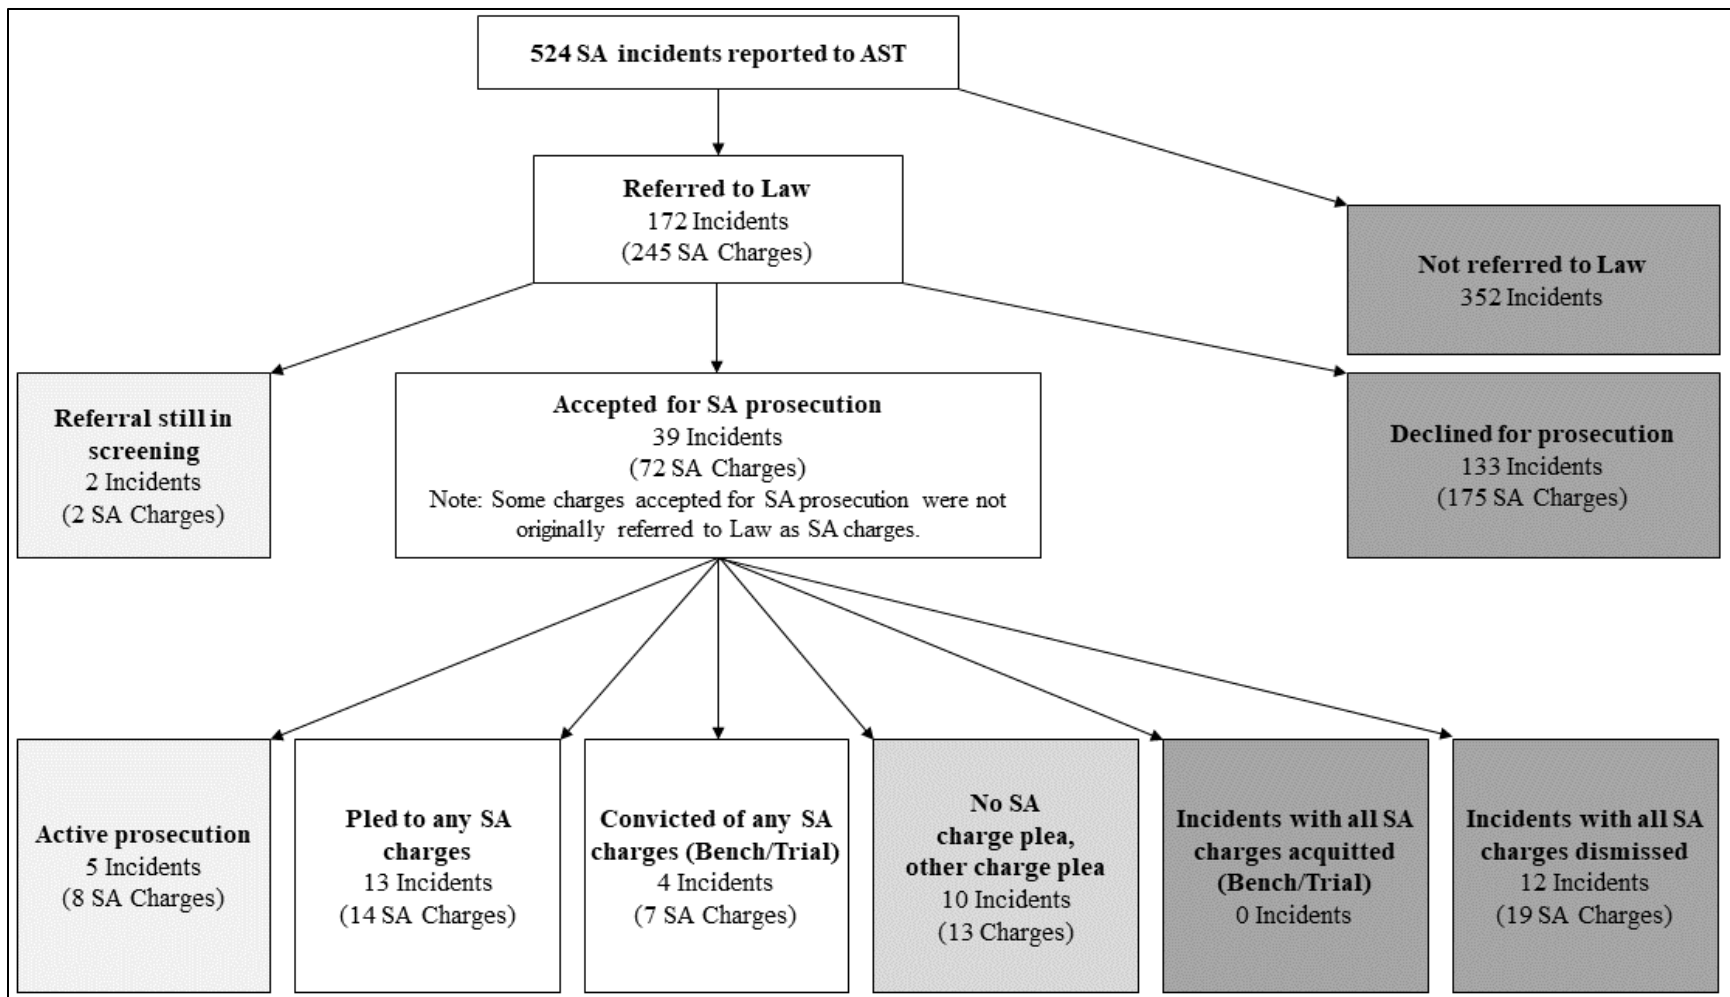 524 SA incidents reported to AST
Referred to Law
172 Incidents
(245 SA Charges)
Not referred to Law
352 Incidents
Referral still in
screening
2 Incidents
(2 SA Charges)
Accepted for SA prosecution
39 Incidents
(72 SA Charges)
Note: Some charges accepted for SA prosecution were not
originally referred to Law as SA charges.
Declined for prosecution
133 Incidents
(175 SA Charges)
Active prosecution
5 Incidents
(8 SA Charges)
Pled to any SA
charges
13 Incidents
(14 SA Charges)
Convicted of any SA
charges (Bench/Trial)
4 Incidents
(7 SA Charges)
No SA
charge plea,
other charge plea
10 Incidents
(13 Charges)
Incidents with all SA
charges acquitted
(Bench/Trial)
0 Incidents
Incidents with all SA
charges dismissed
12 Incidents
(19 SA Charges)